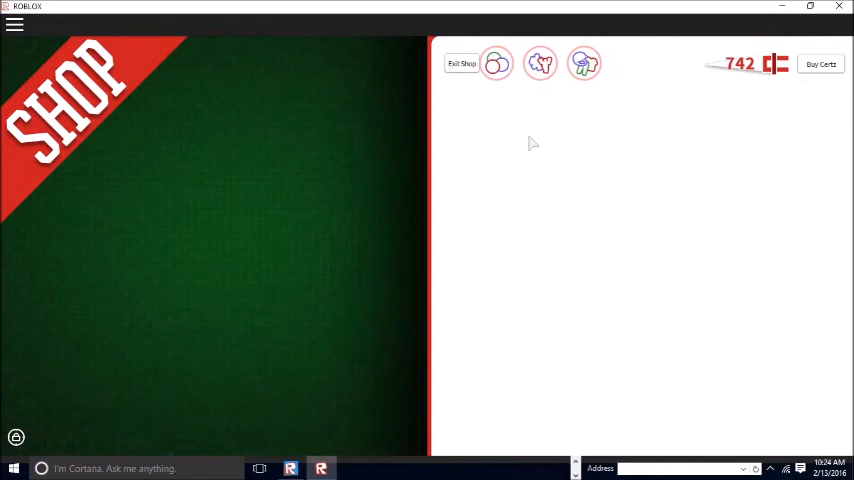 ROBLOX
SHOP
Exit Shop
742
Buy Certz
I'm Cortana. Ask me anything.
Address
10:24 AM
2/13/2016